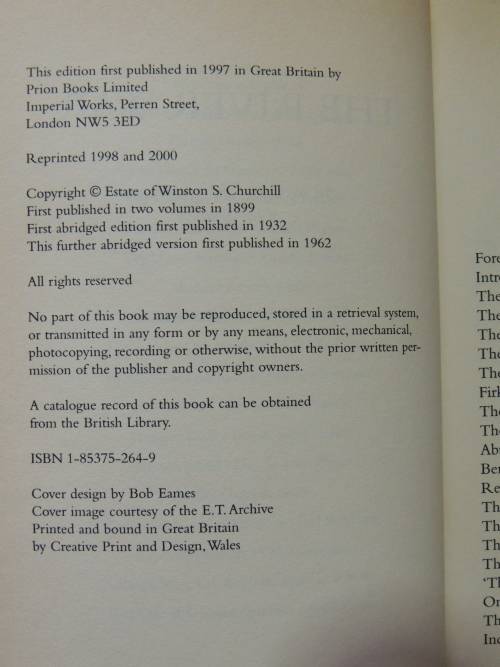 This edition first published in 1997 in Great Britain by
Prion Books Limited
Imperial Works, Perren Street,
London NW5 3ED
Reprinted 1998 and 2000
Copyright © Estate of Winston S. Churchill
First published in two volumes in 1899
First abridged edition first published in 1932
This further abridged version first published in 1962
All rights reserved
No part of this book may be reproduced, stored in a retrieval system,
or transmitted in any form or by any means, electronic, mechanical,
photocopying, recording or otherwise, without the prior written per-
mission of the publisher and copyright owners.
A catalogue record of this book can be obtained
from the British Library.
ISBN 1-85375-264-9
Cover design by Bob Eames
Cover image courtesy of the E.T. Archive
Printed and bound in Great Britain
by Creative Print and Design, Wales